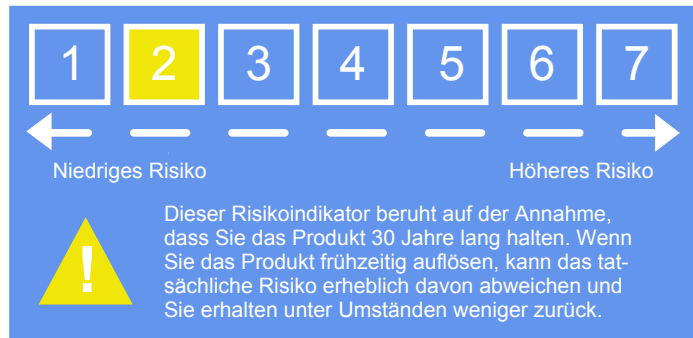 1 2 3 4 5 6 7
Niedriges Risiko Höheres Risiko
!
Dieser Risikoindikator beruht auf der Annahme,
dass Sie das Produkt 30 Jahre lang halten. Wenn
Sie das Produkt frühzeitig auflösen, kann das tat-
sächliche Risiko erheblich davon abweichen und
Sie erhalten unter Umständen weniger zurück.